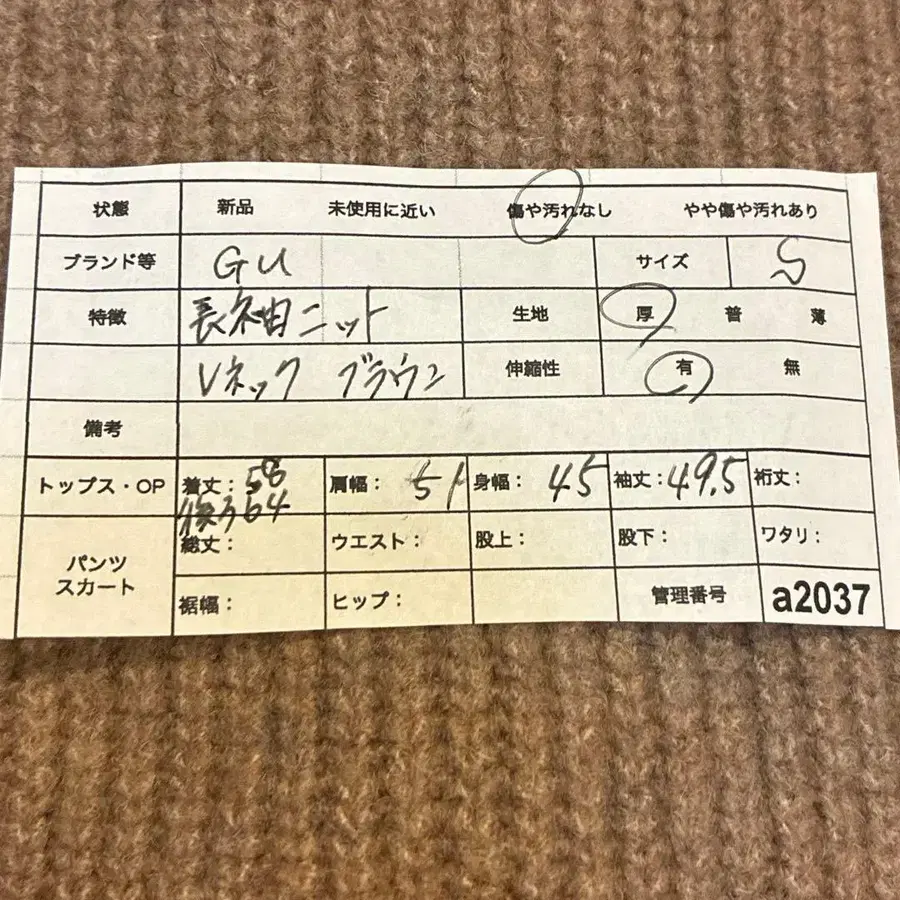 状態 新品 未使用に近い 傷や汚れなし やや傷や汚れあり
ブランド等 GU サイズ S
特徴 長袖ニット 生地 厚 普 薄
Vネック ブラウン 伸縮性 有 無
備考
トップス・OP 着丈：58 肩幅：51 身幅：45 袖丈：49.5 裄丈：
後ろ64
パンツ スカート 総丈： ウエスト： 股上： 股下： ワタリ：
裾幅： ヒップ： 管理番号 a2037